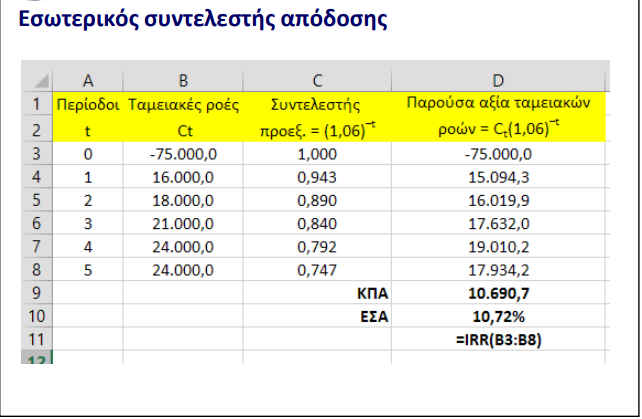 Εσωτερικός συντελεστής απόδοσης
A B C D
1 Περίοδοι Ταμειακές ροές Συντελεστής Παρούσα αξία ταμειακών
2 t Ct προεξ. = (1,06)⁻ᵗ ροών = Cₜ(1,06)⁻ᵗ
3 0 -75.000,0 1,000 -75.000,0
4 1 16.000,0 0,943 15.094,3
5 2 18.000,0 0,890 16.019,9
6 3 21.000,0 0,840 17.632,0
7 4 24.000,0 0,792 19.010,2
8 5 24.000,0 0,747 17.934,2
9 ΚΠΑ 10.690,7
10 ΕΣΑ 10,72%
11 =IRR(B3:B8)
12